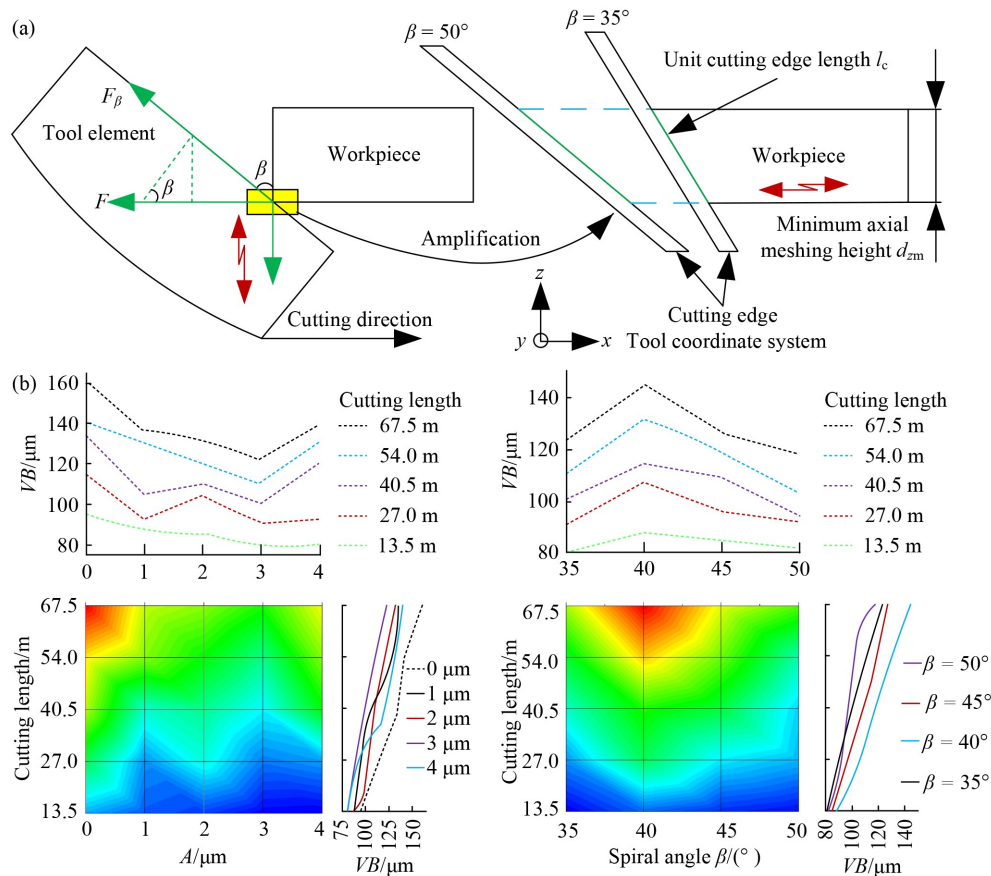 (a)
β = 50°
β = 35°
Unit cutting edge length l_c
F_β
Tool element
β
Workpiece
β
F
Workpiece
Amplification
Minimum axial
meshing height d_zm
z
Cutting edge
Cutting direction
y
x
Tool coordinate system
(b)
160
140
120
100
80
VB/μm
0
1
2
3
4
Cutting length
67.5 m
54.0 m
40.5 m
27.0 m
13.5 m
140
120
100
80
VB/μm
35
40
45
50
Cutting length
67.5 m
54.0 m
40.5 m
27.0 m
13.5 m
67.5
54.0
40.5
27.0
13.5
Cutting length/m
0
1
2
3
4
A/μm
75
100
125
150
VB/μm
0 μm
1 μm
2 μm
3 μm
4 μm
67.5
54.0
40.5
27.0
13.5
Cutting length/m
35
40
45
50
Spiral angle β/(°)
80
100
120
140
VB/μm
β = 50°
β = 45°
β = 40°
β = 35°